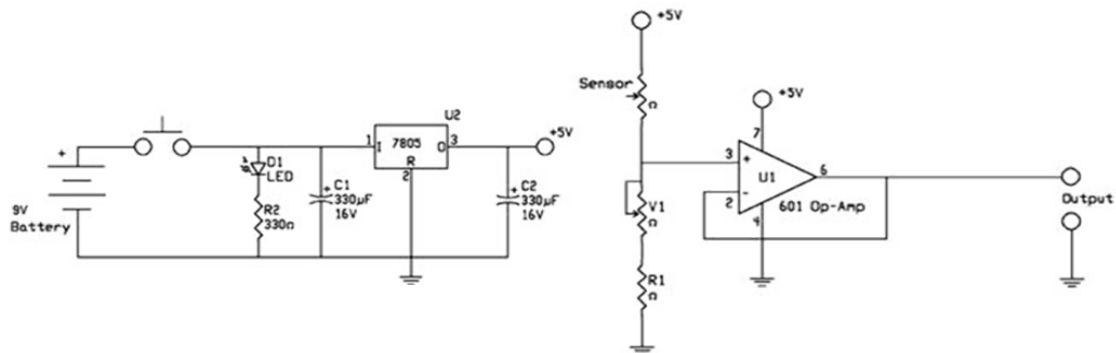 +
9V
Battery
D1
LED
R2
330Ω
+
C1
330µF
16V
U2
1
I
7805
O
3
R
2
+5V
+
C2
330µF
16V
+5V
Sensor
Ω
V1
Ω
R1
Ω
+5V
7
3
+
U1
6
-
2
4
601 Op-Amp
Output